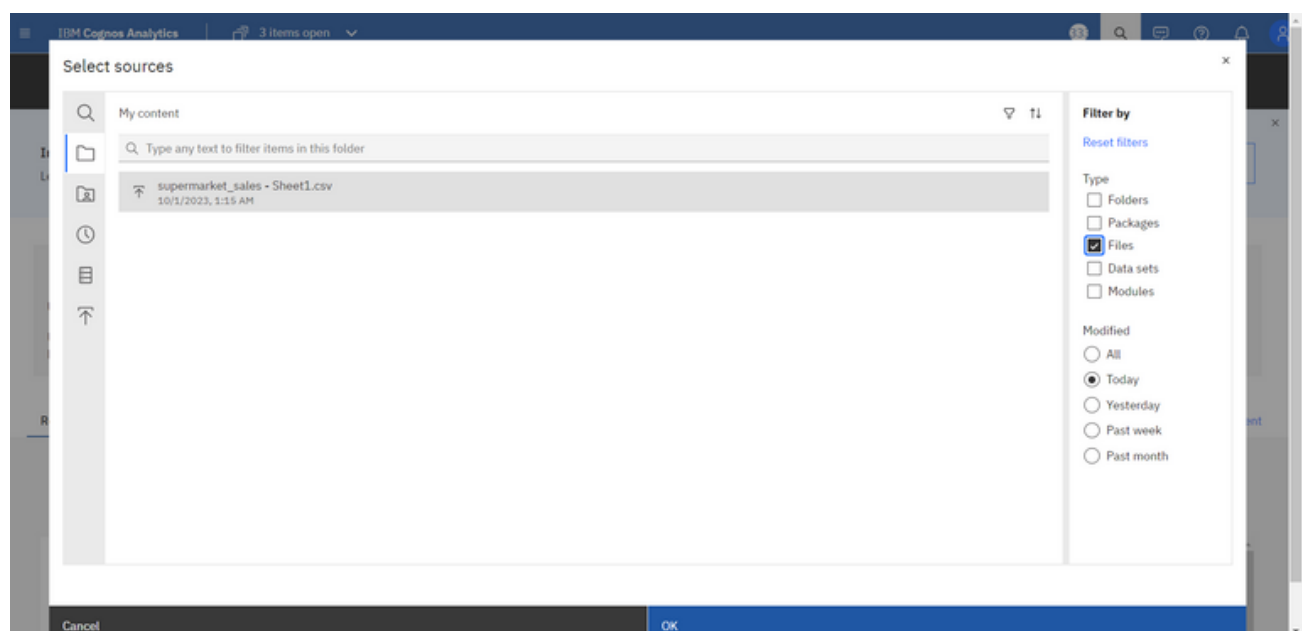 IBM Cognos Analytics
3 items open
Select sources
My content
Type any text to filter items in this folder
supermarket_sales - Sheet1.csv
10/1/2023, 1:15 AM
Filter by
Reset filters
Type
Folders
Packages
Files
Data sets
Modules
Modified
All
Today
Yesterday
Past week
Past month
Cancel
OK